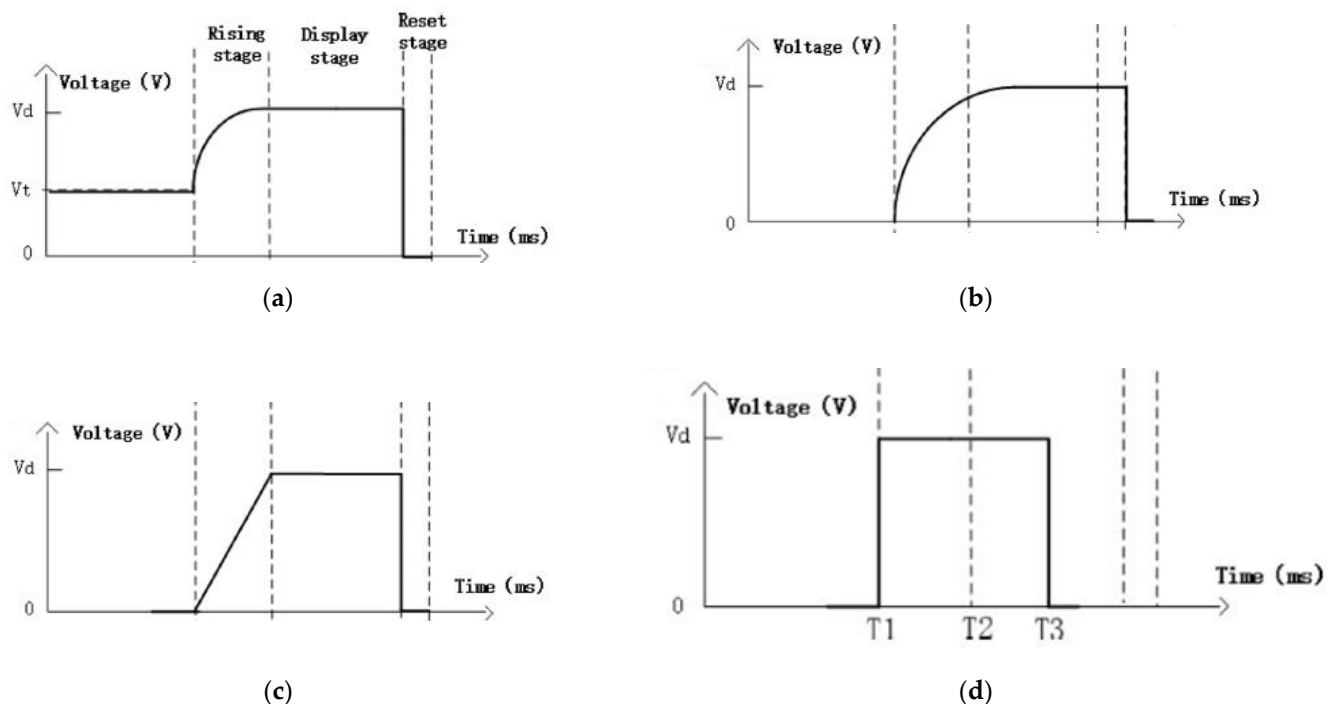 Rising stage
Display stage
Reset stage
Voltage (V)
Vd
Vt
0
Time (ms)
(a)
Voltage (V)
Vd
0
Time (ms)
(b)
Voltage (V)
Vd
0
Time (ms)
(c)
Voltage (V)
Vd
0
T1 T2 T3
Time (ms)
(d)